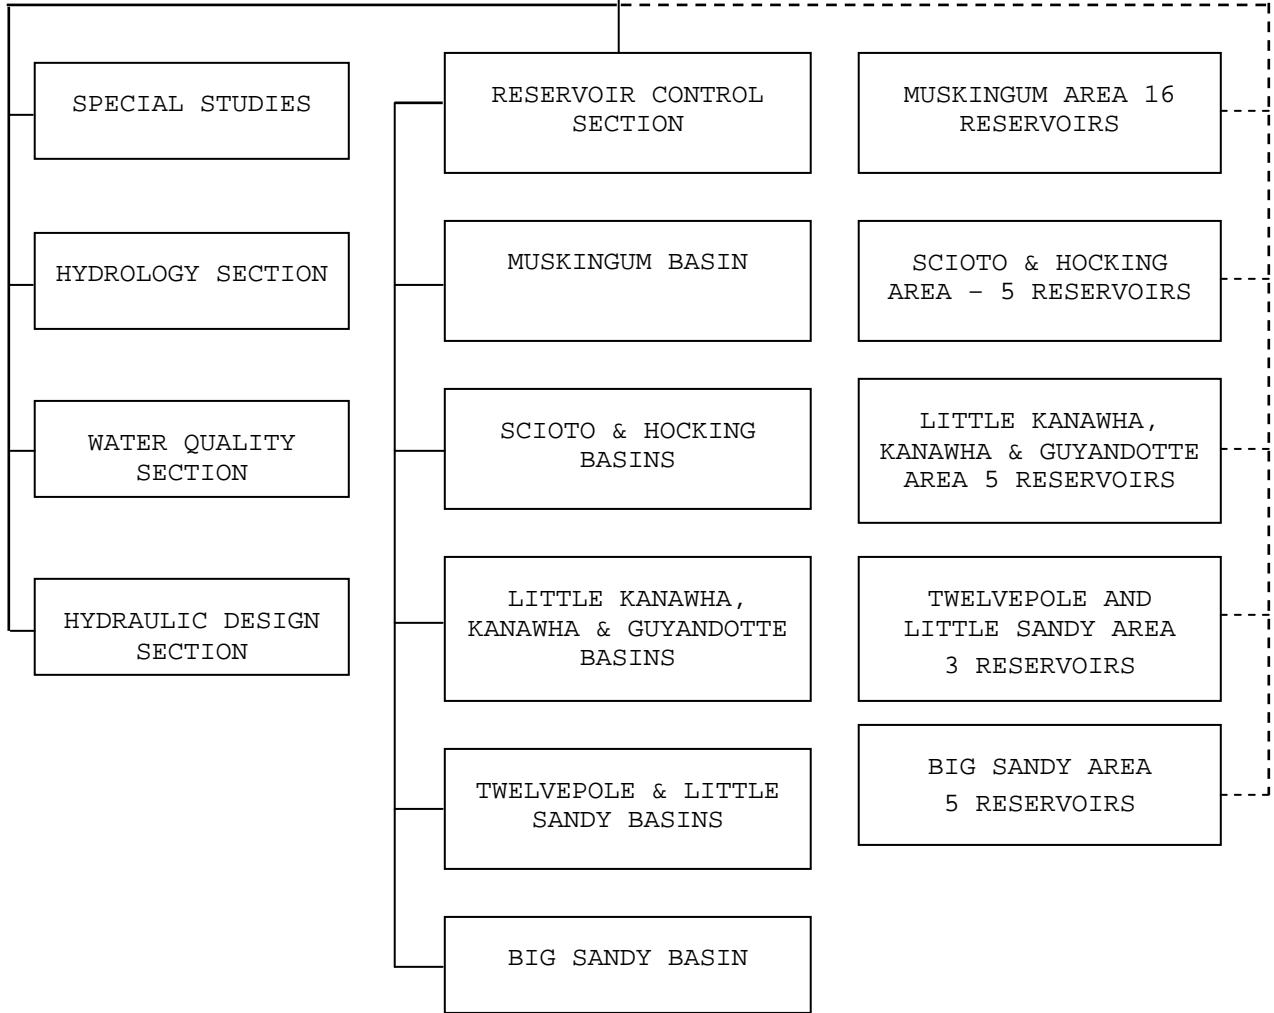 SPECIAL STUDIES
HYDROLOGY SECTION
WATER QUALITY
SECTION
HYDRAULIC DESIGN
SECTION
RESERVOIR CONTROL
SECTION
MUSKINGUM BASIN
SCIOTO & HOCKING
BASINS
LITTLE KANAWHA,
KANAWHA & GUYANDOTTE
BASINS
TWELVEPOLE & LITTLE
SANDY BASINS
BIG SANDY BASIN
MUSKINGUM AREA 16
RESERVOIRS
SCIOTO & HOCKING
AREA – 5 RESERVOIRS
LITTLE KANAWHA,
KANAWHA & GUYANDOTTE
AREA 5 RESERVOIRS
TWELVEPOLE AND
LITTLE SANDY AREA
3 RESERVOIRS
BIG SANDY AREA
5 RESERVOIRS